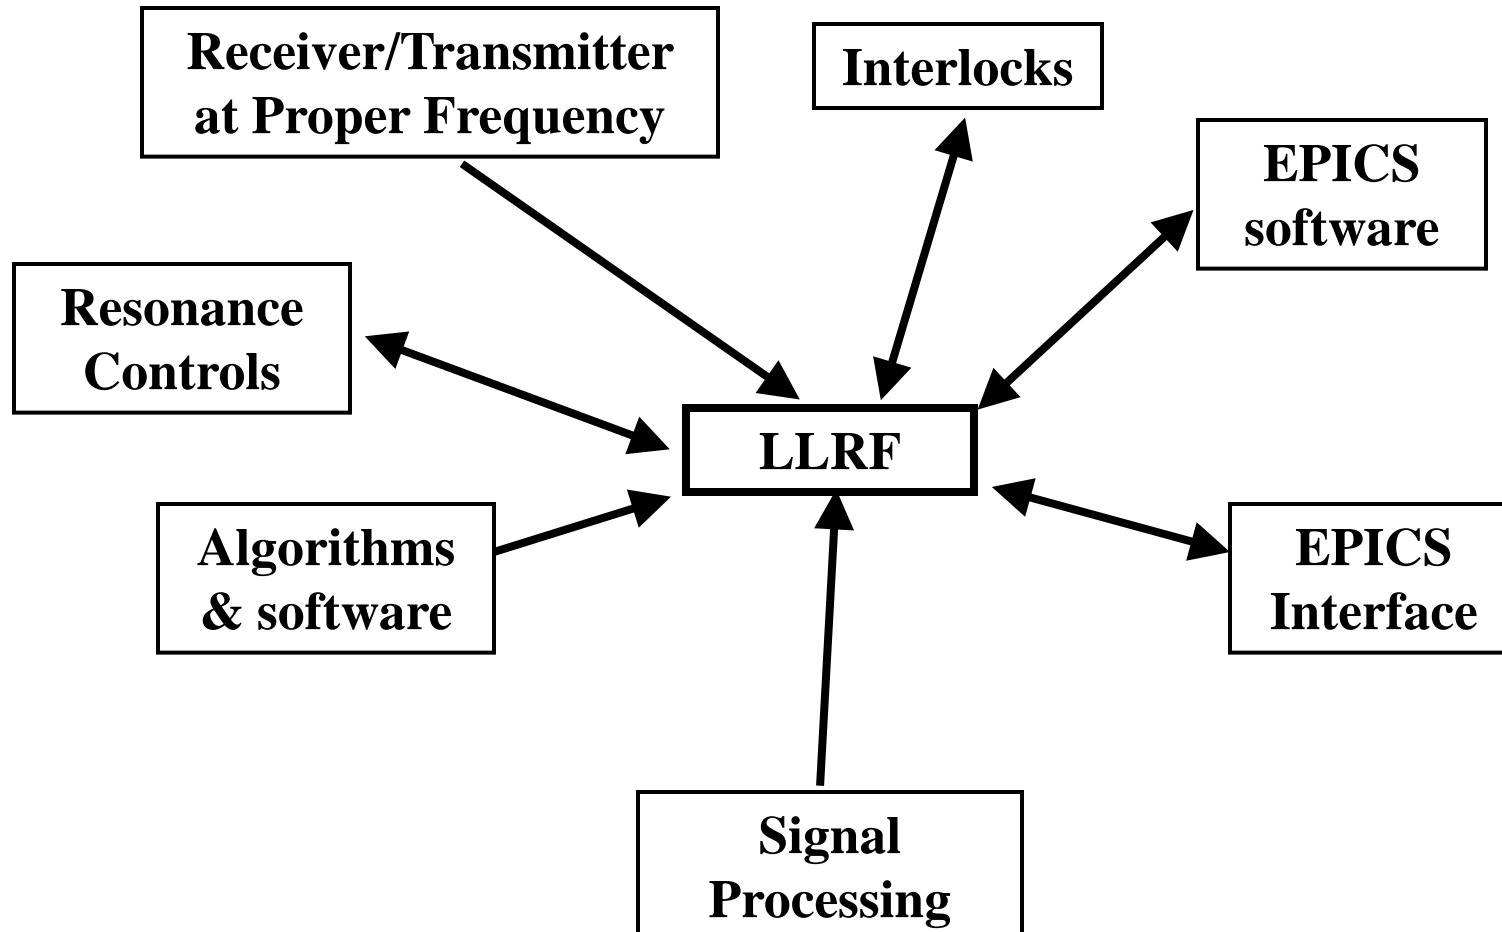 Receiver/Transmitter
at Proper Frequency
Interlocks
EPICS
software
Resonance
Controls
LLRF
Algorithms
& software
EPICS
Interface
Signal
Processing